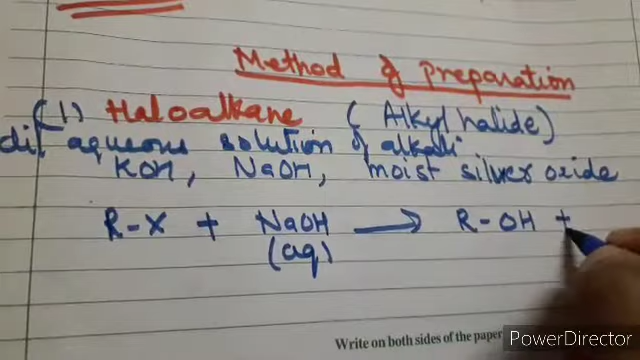 Method of preparation
(1) Haloalkane (Alkyl halide)
dil aqueous solution of alkali
KOH, NaOH, moist silver oxide
R-X + NaOH → R-OH +
(aq)
Write on both sides of the paper
PowerDirector